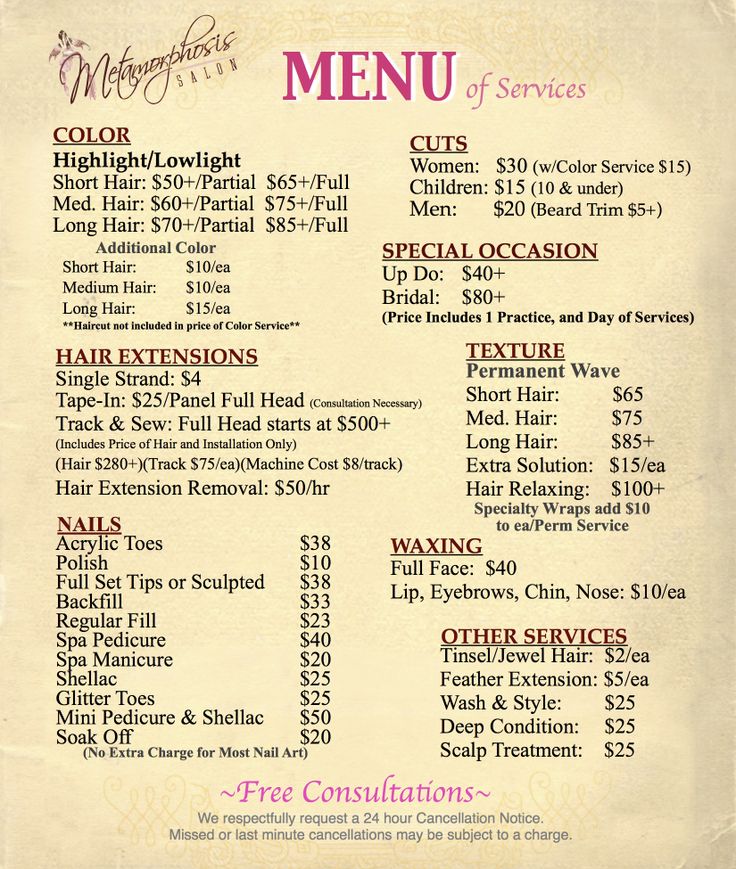 Metamorphosis
SALON
MENU of Services
COLOR
Highlight/Lowlight
Short Hair: $50+/Partial $65+/Full
Med. Hair: $60+/Partial $75+/Full
Long Hair: $70+/Partial $85+/Full
Additional Color
Short Hair: $10/ea
Medium Hair: $10/ea
Long Hair: $15/ea
**Haircut not included in price of Color Service**
CUTS
Women: $30 (w/Color Service $15)
Children: $15 (10 & under)
Men: $20 (Beard Trim $5+)
SPECIAL OCCASION
Up Do: $40+
Bridal: $80+
(Price Includes 1 Practice, and Day of Services)
HAIR EXTENSIONS
Single Strand: $4
Tape-In: $25/Panel Full Head (Consultation Necessary)
Track & Sew: Full Head starts at $500+
(Includes Price of Hair and Installation Only)
(Hair $280+)(Track $75/ea)(Machine Cost $8/track)
Hair Extension Removal: $50/hr
TEXTURE
Permanent Wave
Short Hair: $65
Med. Hair: $75
Long Hair: $85+
Extra Solution: $15/ea
Hair Relaxing: $100+
Specialty Wraps add $10
to ea/Perm Service
NAILS
Acrylic Toes $38
Polish $10
Full Set Tips or Sculpted $38
Backfill $33
Regular Fill $23
Spa Pedicure $40
Spa Manicure $20
Shellac $25
Glitter Toes $25
Mini Pedicure & Shellac $50
Soak Off $20
(No Extra Charge for Most Nail Art)
WAXING
Full Face: $40
Lip, Eyebrows, Chin, Nose: $10/ea
OTHER SERVICES
Tinsel/Jewel Hair: $2/ea
Feather Extension: $5/ea
Wash & Style: $25
Deep Condition: $25
Scalp Treatment: $25
~Free Consultations~
We respectfully request a 24 hour Cancellation Notice.
Missed or last minute cancellations may be subject to a charge.